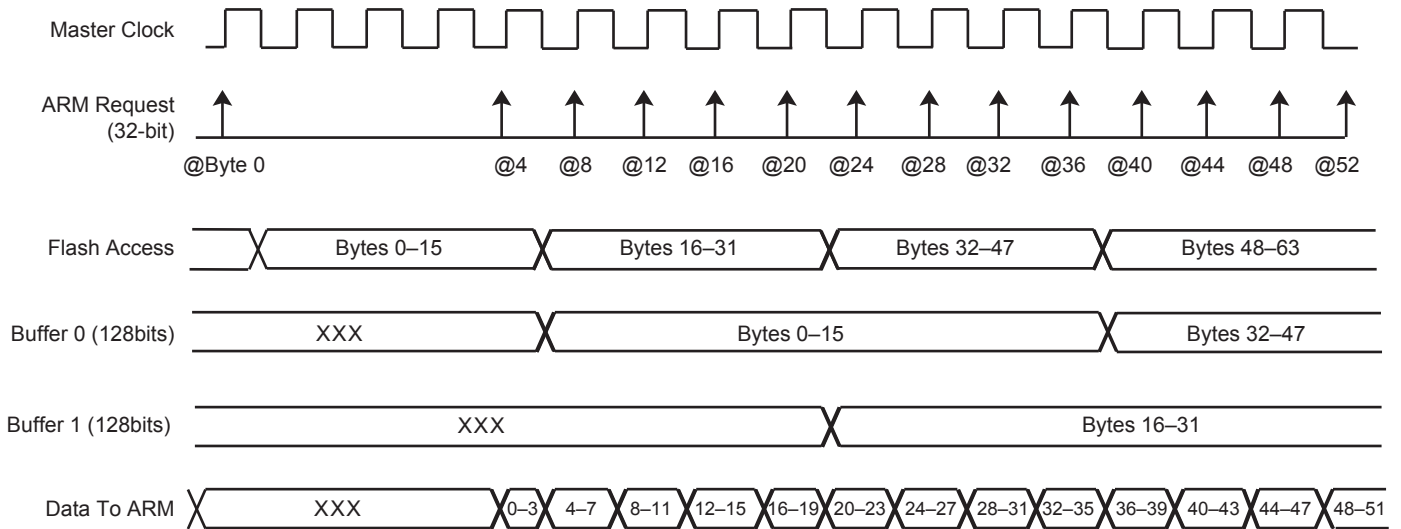 Master Clock
ARM Request
(32-bit)
@Byte 0 @4 @8 @12 @16 @20 @24 @28 @32 @36 @40 @44 @48 @52
Flash Access Bytes 0–15 Bytes 16–31 Bytes 32–47 Bytes 48–63
Buffer 0 (128bits) XXX Bytes 0–15 Bytes 32–47
Buffer 1 (128bits) XXX Bytes 16–31
Data To ARM XXX 0–3 4–7 8–11 12–15 16–19 20–23 24–27 28–31 32–35 36–39 40–43 44–47 48–51